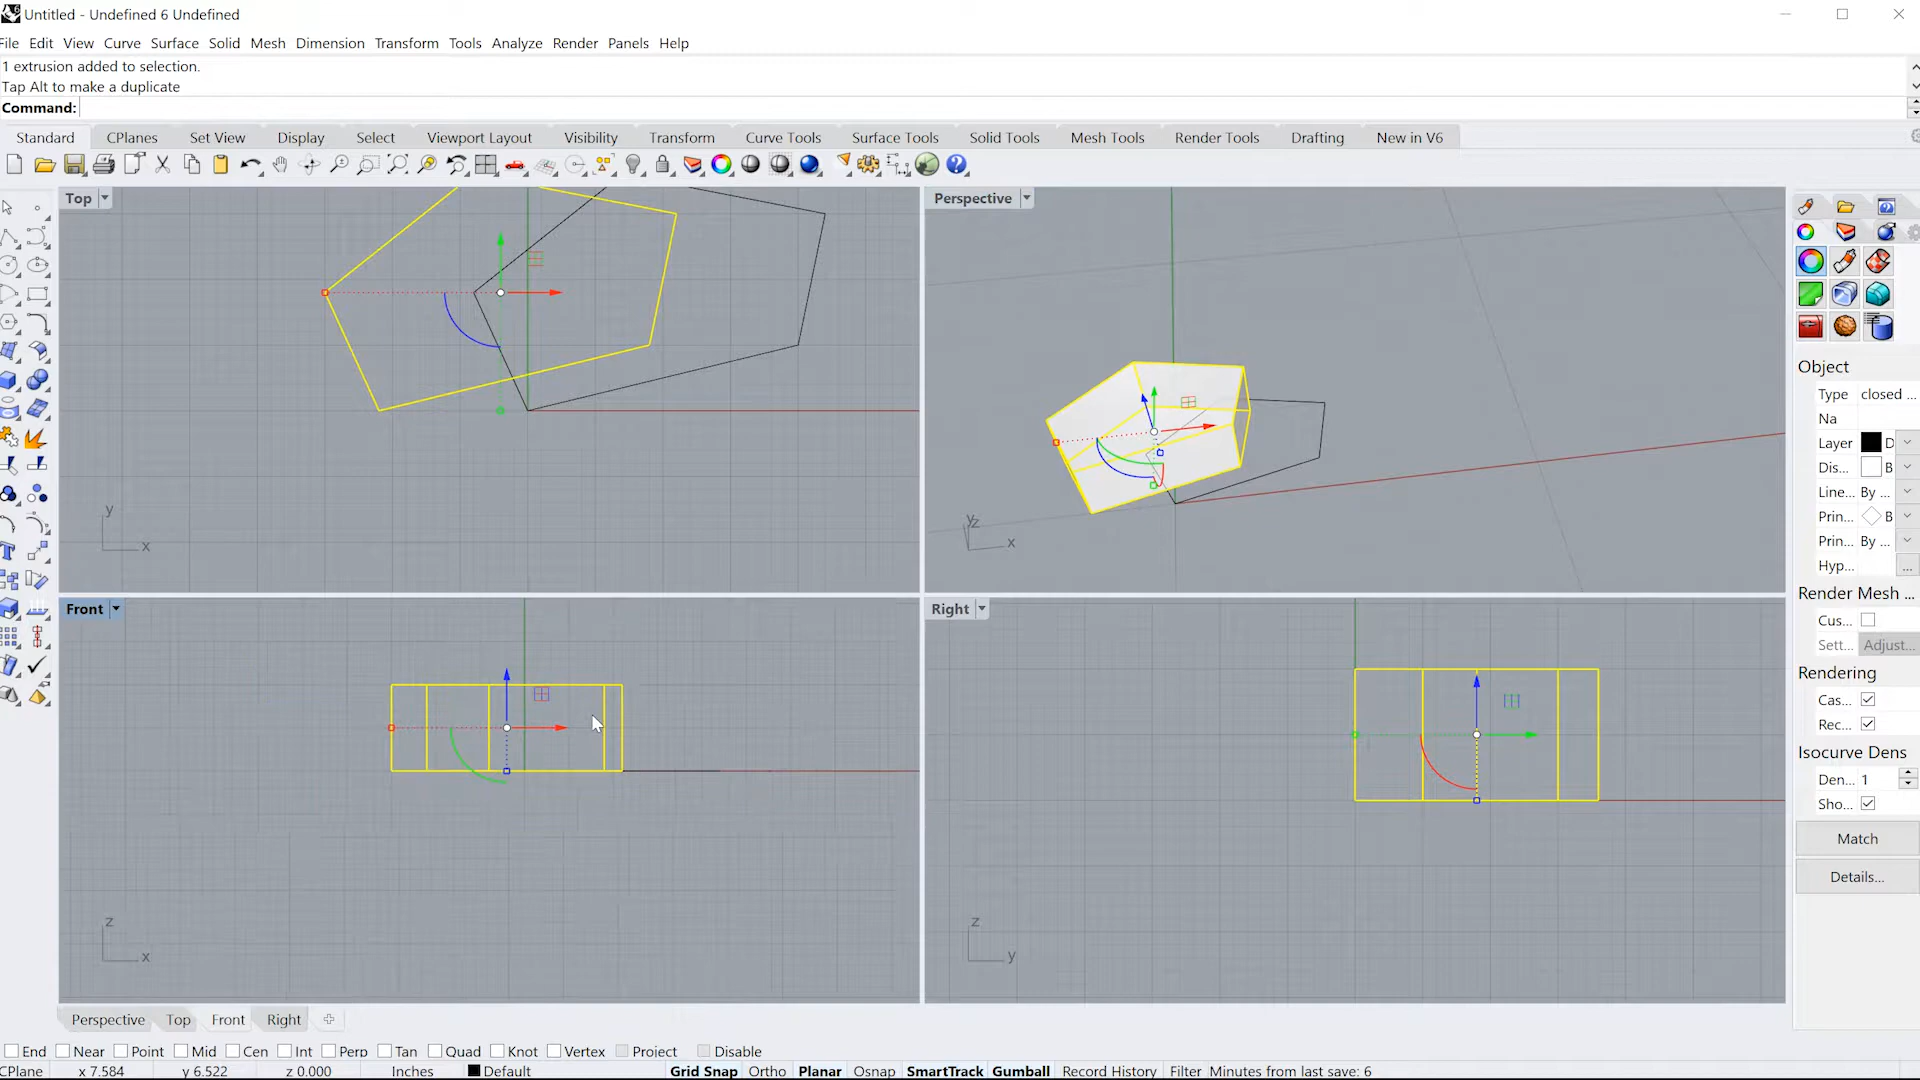 Untitled - Undefined 6 Undefined
File Edit View Curve Surface Solid Mesh Dimension Transform Tools Analyze Render Panels Help
1 extrusion added to selection.
Tap Alt to make a duplicate
Command:
Standard CPlanes Set View Display Select Viewport Layout Visibility Transform Curve Tools Surface Tools Solid Tools Mesh Tools Render Tools Drafting New in V6
Top
Perspective
y
x
yz
x
Front
Right
z
x
z
y
Object
Type closed ...
Na
Layer D
Dis... B
Line... By ...
Prin... B
Prin... By ...
Hyp... ...
Render Mesh ...
Cus...
Sett... Adjust...
Rendering
Cas...
Rec...
Isocurve Dens
Den... 1
Sho...
Match
Details...
Perspective Top Front Right
End Near Point Mid Cen Int Perp Tan Quad Knot Vertex Project Disable
CPlane x 7.584 y 6.522 z 0.000 Inches Default Grid Snap Ortho Planar Osnap SmartTrack Gumball Record History Filter Minutes from last save: 6